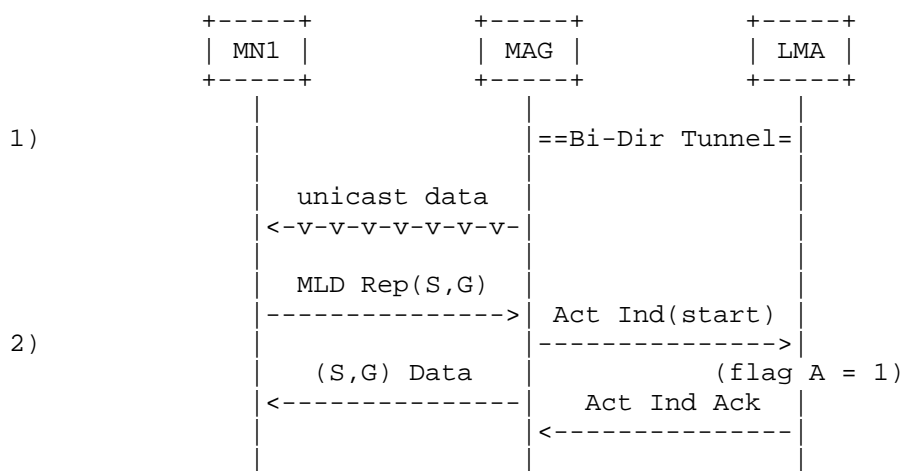 +-----+ +-----+ +-----+
| MN1 | | MAG | | LMA |
+-----+ +-----+ +-----+
| | |
1) | |==Bi-Dir Tunnel=|
| | |
| unicast data | |
|<-v-v-v-v-v-v-v-| |
| | |
| MLD Rep(S,G) | |
|--------------->| Act Ind(start) |
2) | |--------------->|
| (S,G) Data | (flag A = 1)
|<---------------| Act Ind Ack |
| |<---------------|
| | |